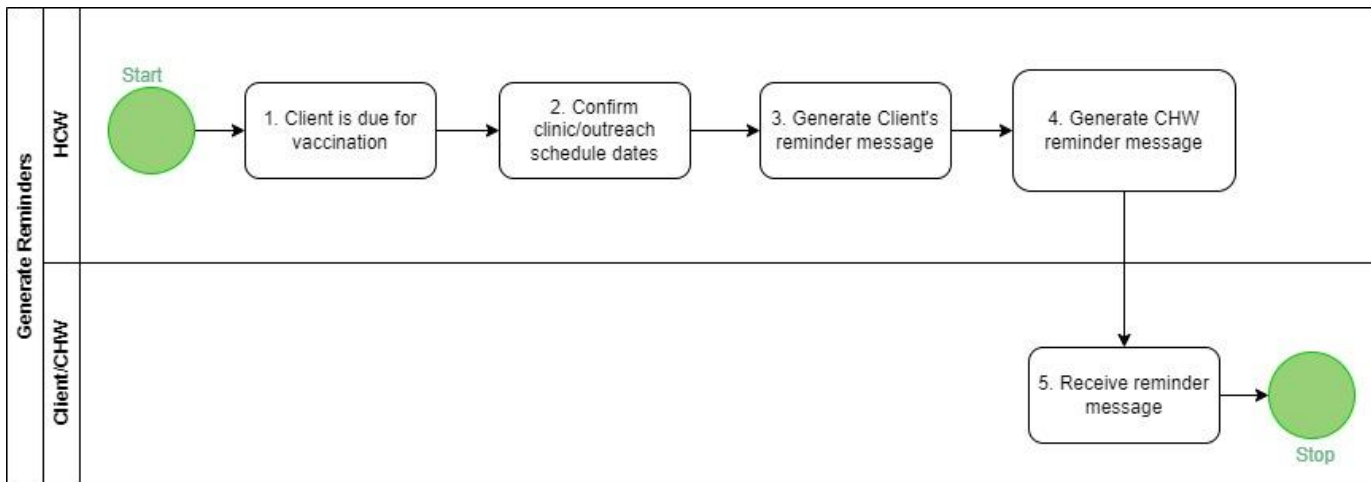 Generate Reminders
HCW
Start
1. Client is due for
vaccination
2. Confirm
clinic/outreach
schedule dates
3. Generate Client's
reminder message
4. Generate CHW
reminder message
Client/CHW
5. Receive reminder
message
Stop